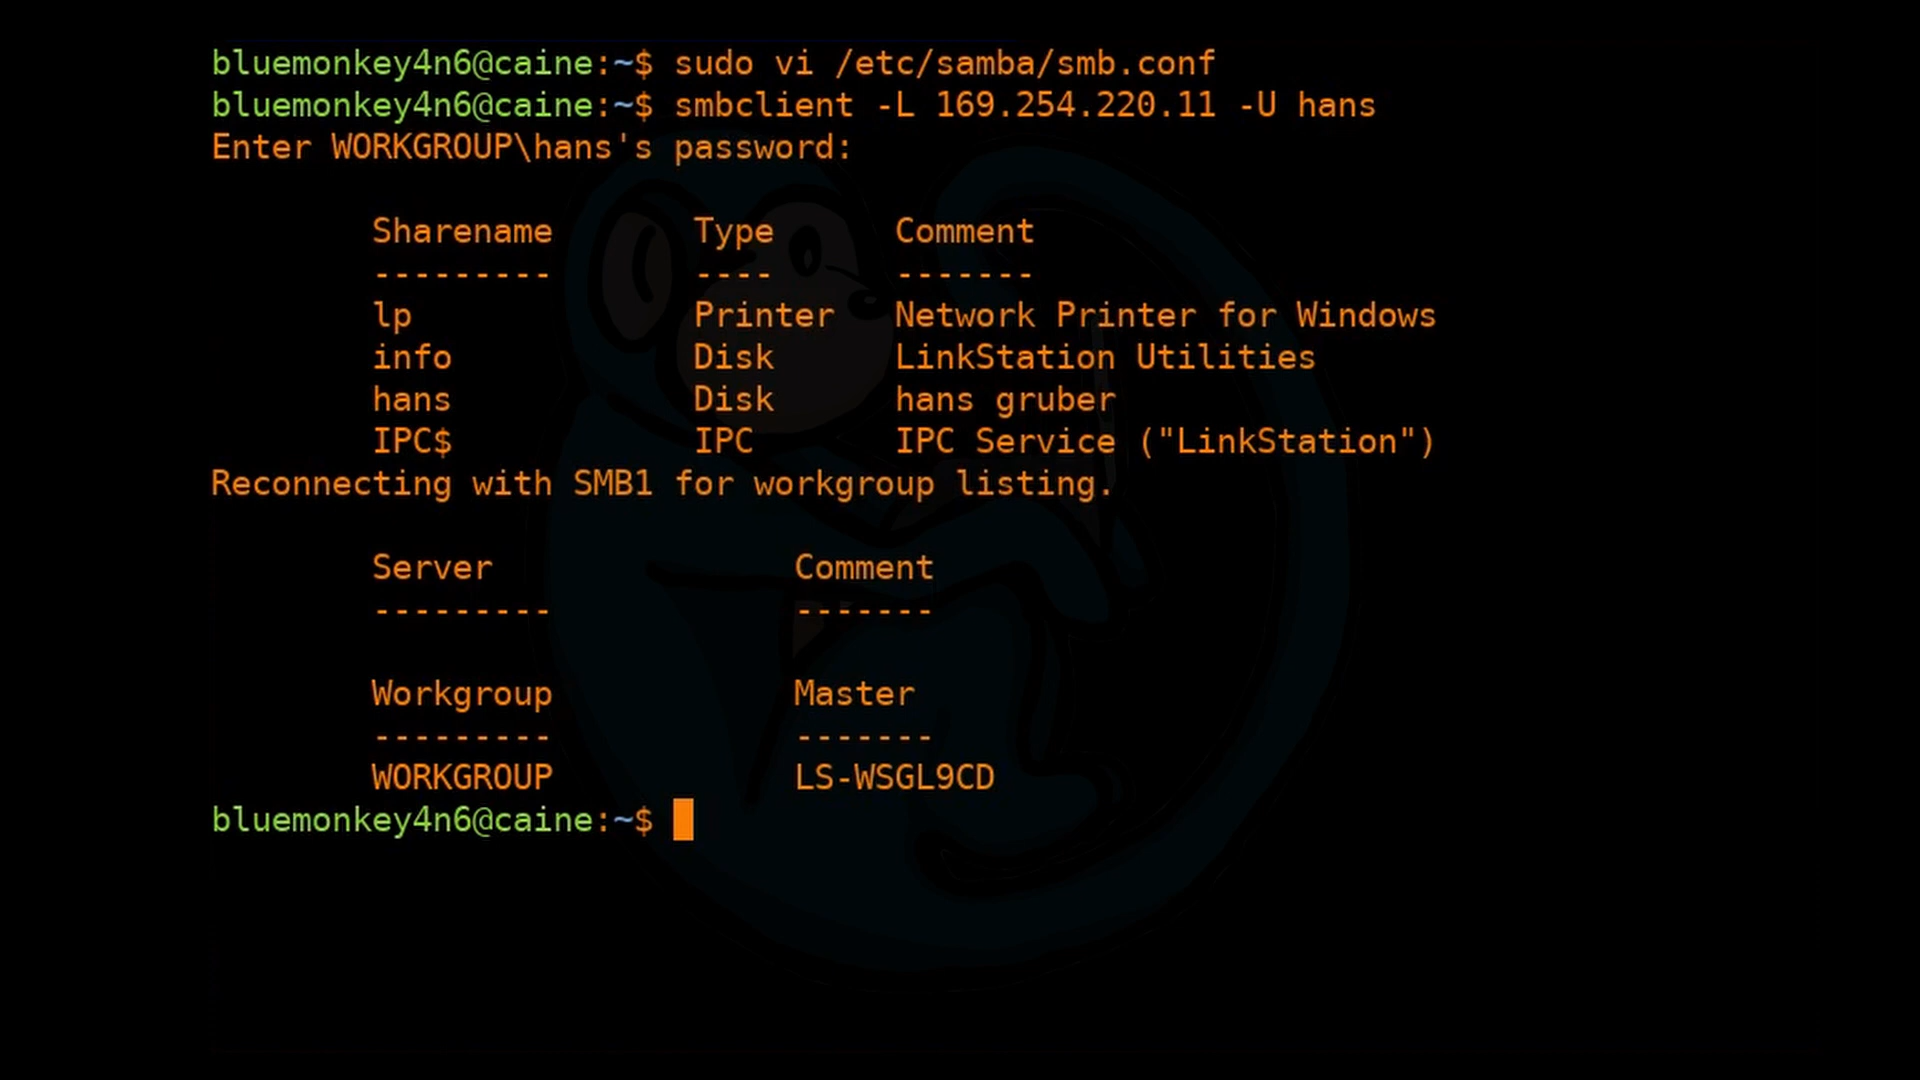 bluemonkey4n6@caine:~$ sudo vi /etc/samba/smb.conf
bluemonkey4n6@caine:~$ smbclient -L 169.254.220.11 -U hans
Enter WORKGROUP\hans's password:
Sharename Type Comment
--------- ---- -------
lp Printer Network Printer for Windows
info Disk LinkStation Utilities
hans Disk hans gruber
IPC$ IPC IPC Service ("LinkStation")
Reconnecting with SMB1 for workgroup listing.
Server Comment
--------- -------
Workgroup Master
--------- -------
WORKGROUP LS-WSGL9CD
bluemonkey4n6@caine:~$